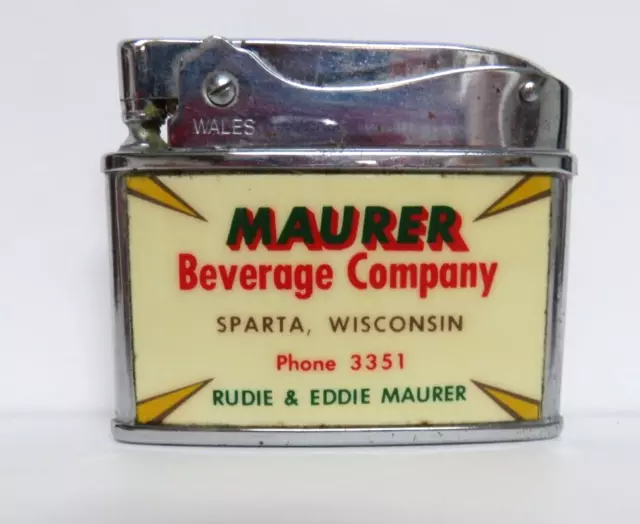 WALES
MAURER
Beverage Company
SPARTA, WISCONSIN
Phone 3351
RUDIE & EDDIE MAURER